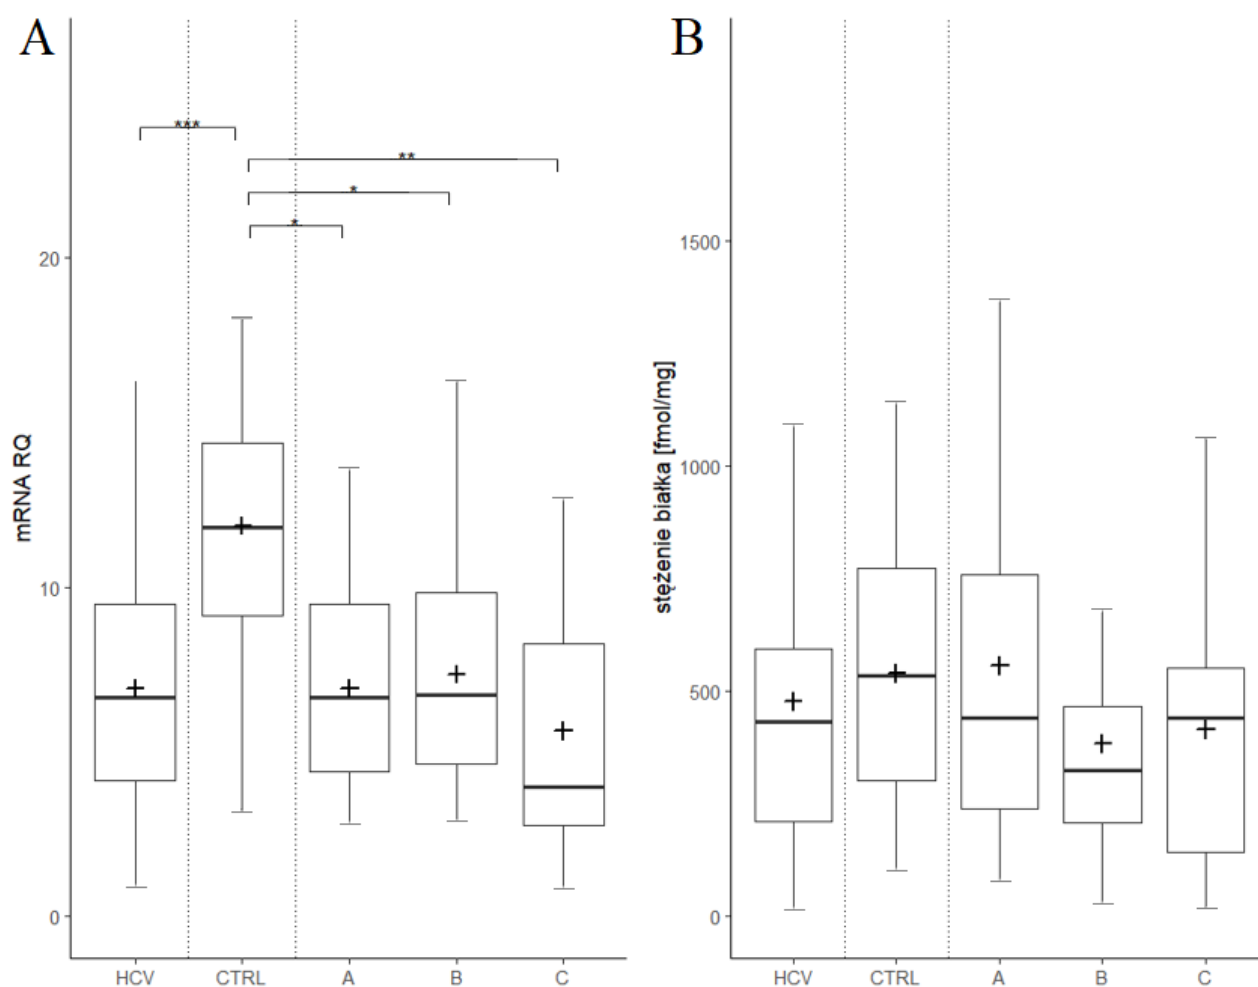 A
***
**
*
*
20
10
0
mRNA RQ
HCV CTRL A B C
B
1500
1000
500
0
stężenie białka [fmol/mg]
HCV CTRL A B C